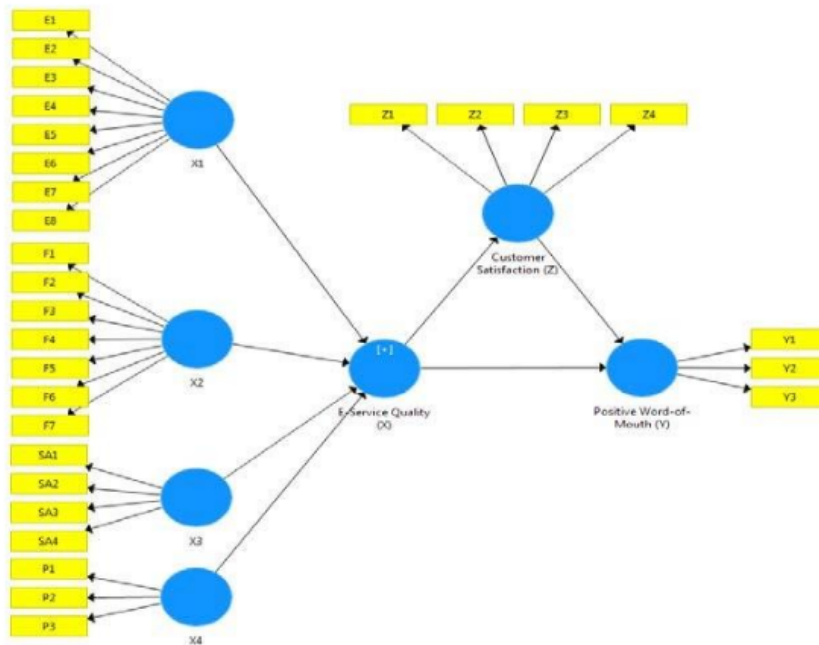 E1
E2
E3
E4
E5
E6
E7
E8
X1
F1
F2
F3
F4
F5
F6
F7
X2
SA1
SA2
SA3
SA4
X3
P1
P2
P3
X4
Z1 Z2 Z3 Z4
Customer
Satisfaction (Z)
[+]
E-Service Quality
(X)
Positive Word-of-
Mouth (Y)
Y1
Y2
Y3